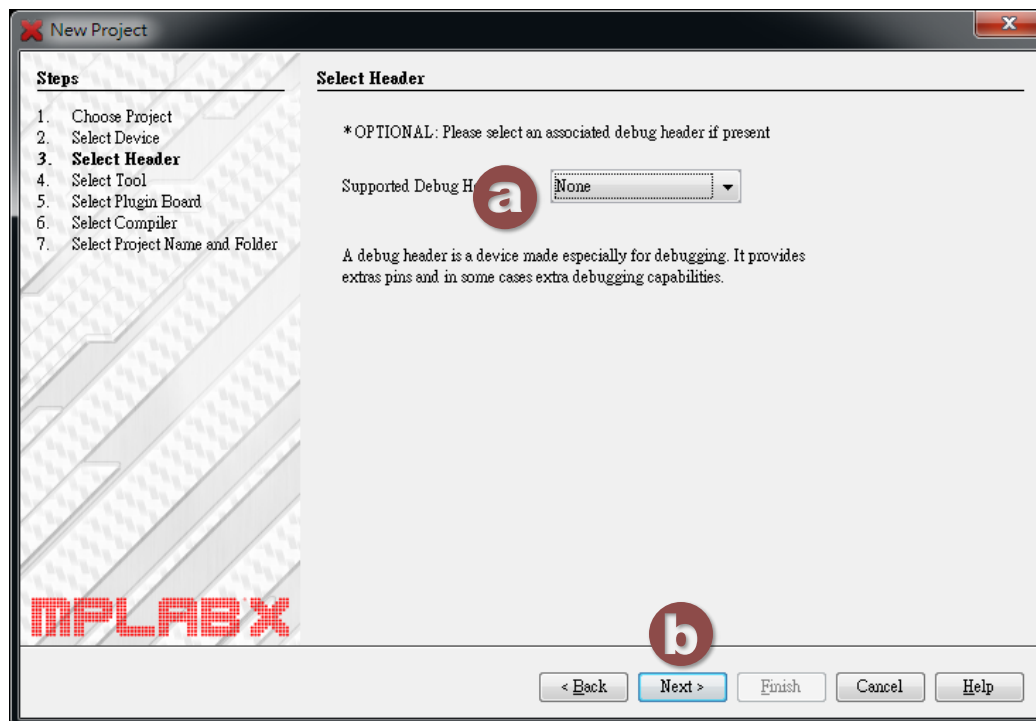 New Project
Steps
1. Choose Project
2. Select Device
3. Select Header
4. Select Tool
5. Select Plugin Board
6. Select Compiler
7. Select Project Name and Folder
Select Header
*OPTIONAL: Please select an associated debug header if present
Supported Debug a None
A debug header is a device made especially for debugging. It provides
extras pins and in some cases extra debugging capabilities.
MPLAB X
b
< Back Next > Finish Cancel Help